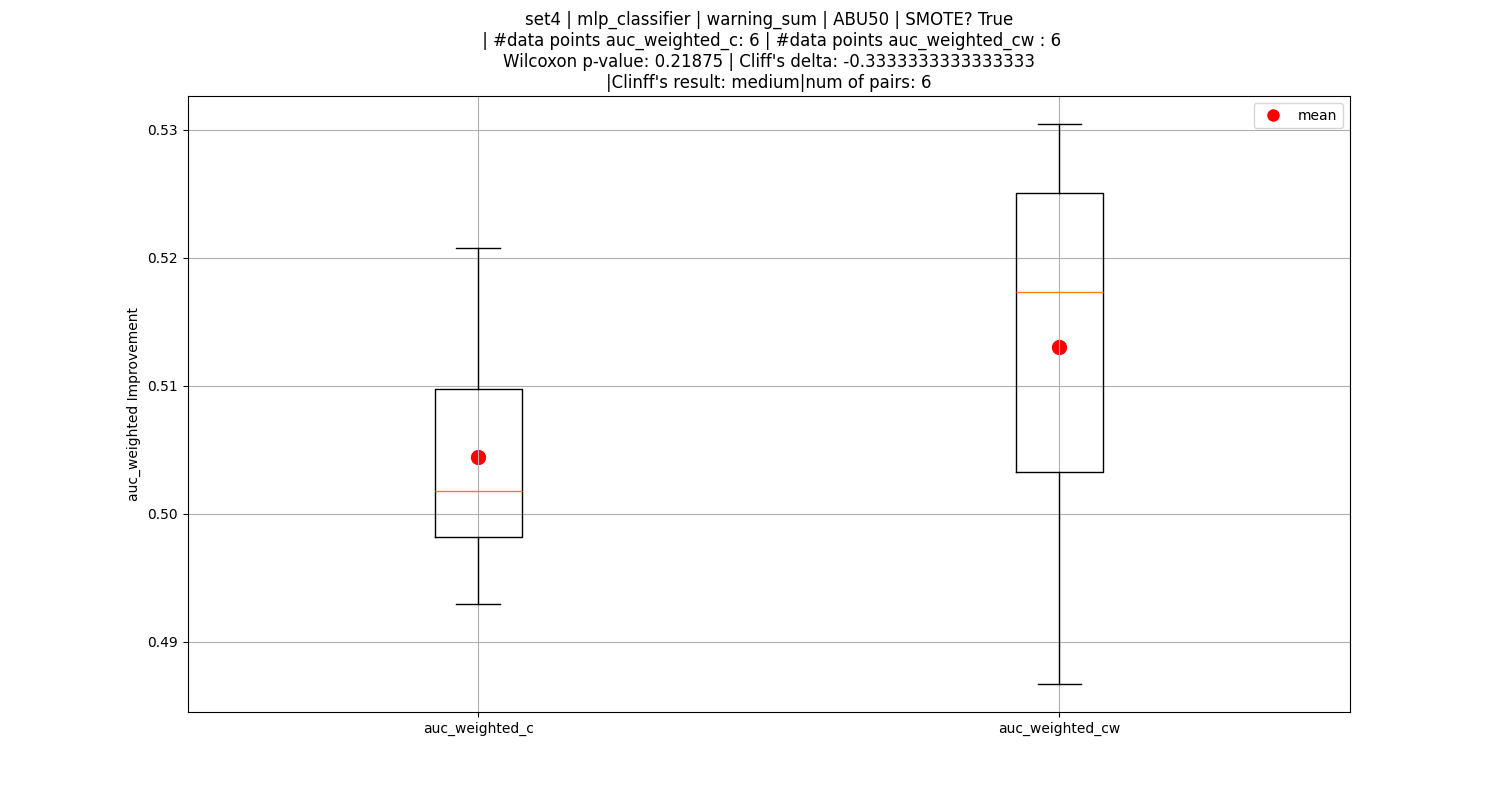 set4 | mlp_classifier | warning_sum | ABU50 | SMOTE? True
| #data points auc_weighted_c: 6 | #data points auc_weighted_cw : 6
Wilcoxon p-value: 0.21875 | Cliff's delta: -0.3333333333333333
|Clinff's result: medium|num of pairs: 6
mean
0.53
0.52
0.51
0.50
0.49
auc_weighted Improvement
auc_weighted_c
auc_weighted_cw